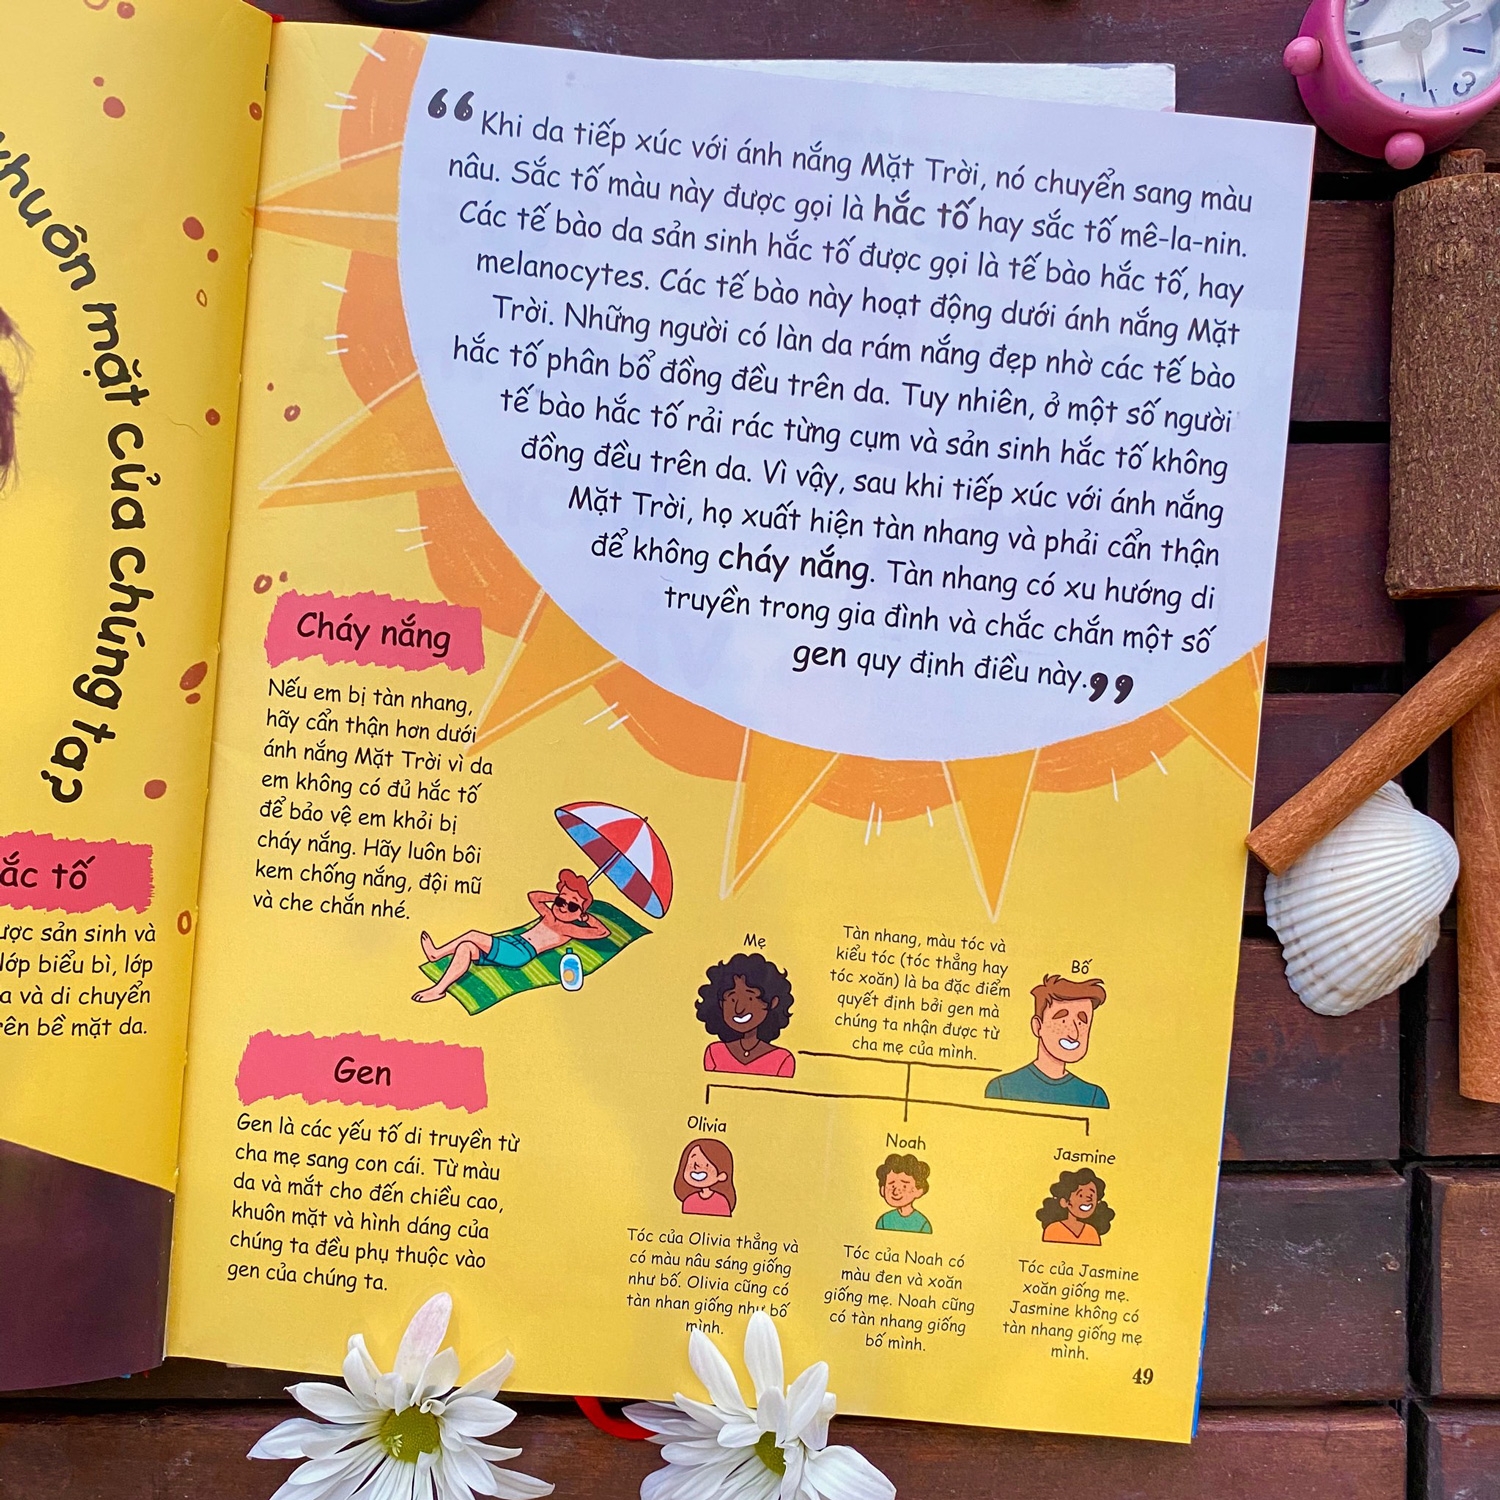 khuôn mặt của chúng ta?
ắc tố
ược sản sinh và
lớp biểu bì, lớp
a và di chuyển
rên bề mặt da.
“Khi da tiếp xúc với ánh nắng Mặt Trời, nó chuyển sang màu
nâu. Sắc tố màu này được gọi là hắc tố hay sắc tố mê-la-nin.
Các tế bào da sản sinh hắc tố được gọi là tế bào hắc tố, hay
melanocytes. Các tế bào này hoạt động dưới ánh nắng Mặt
Trời. Những người có làn da rám nắng đẹp nhờ các tế bào
hắc tố phân bổ đồng đều trên da. Tuy nhiên, ở một số người
tế bào hắc tố rải rác từng cụm và sản sinh hắc tố không
đồng đều trên da. Vì vậy, sau khi tiếp xúc với ánh nắng
Mặt Trời, họ xuất hiện tàn nhang và phải cẩn thận
để không cháy nắng. Tàn nhang có xu hướng di
truyền trong gia đình và chắc chắn một số
gen quy định điều này.”
Cháy nắng
Nếu em bị tàn nhang,
hãy cẩn thận hơn dưới
ánh nắng Mặt Trời vì da
em không có đủ hắc tố
để bảo vệ em khỏi bị
cháy nắng. Hãy luôn bôi
kem chống nắng, đội mũ
và che chắn nhé.
Gen
Gen là các yếu tố di truyền từ
cha mẹ sang con cái. Từ màu
da và mắt cho đến chiều cao,
khuôn mặt và hình dáng của
chúng ta đều phụ thuộc vào
gen của chúng ta.
Mẹ
Tàn nhang, màu tóc và
kiểu tóc (tóc thẳng hay
tóc xoăn) là ba đặc điểm
quyết định bởi gen mà
chúng ta nhận được từ
cha mẹ của mình.
Bố
Olivia
Tóc của Olivia thẳng và
có màu nâu sáng giống
như bố. Olivia cũng có
tàn nhan giống như bố
mình.
Noah
Tóc của Noah có
màu đen và xoăn
giống mẹ. Noah cũng
có tàn nhang giống
bố mình.
Jasmine
Tóc của Jasmine
xoăn giống mẹ.
Jasmine không có
tàn nhang giống mẹ
mình.
49
1
2
3